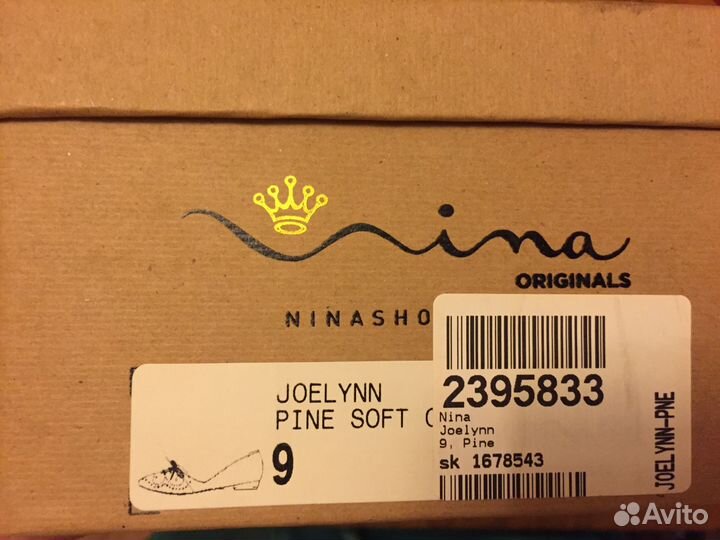 nina
ORIGINALS
NINASHO
JOELYNN
PINE SOFT
9
2395833
Nina
Joelynn
9, Pine
sk 1678543
JOELYNN-PNE
Avito